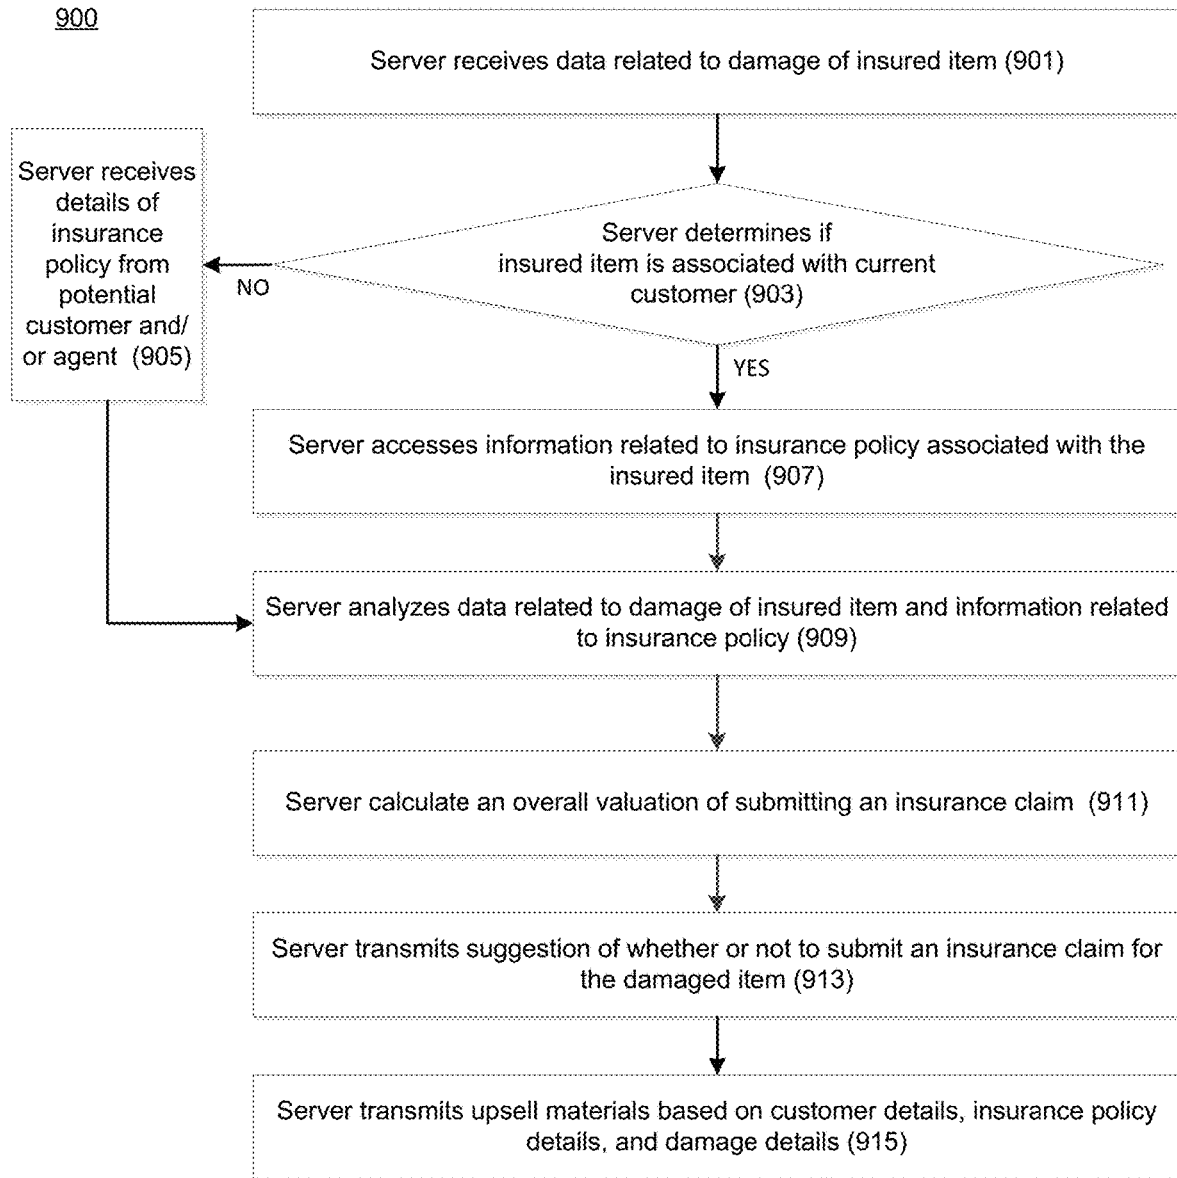 900
Server receives data related to damage of insured item (901)
Server determines if
insured item is associated with current
customer (903)
NO
Server receives
details of
insurance
policy from
potential
customer and/
or agent (905)
YES
Server accesses information related to insurance policy associated with the
insured item (907)
Server analyzes data related to damage of insured item and information related
to insurance policy (909)
Server calculate an overall valuation of submitting an insurance claim (911)
Server transmits suggestion of whether or not to submit an insurance claim for
the damaged item (913)
Server transmits upsell materials based on customer details, insurance policy
details, and damage details (915)